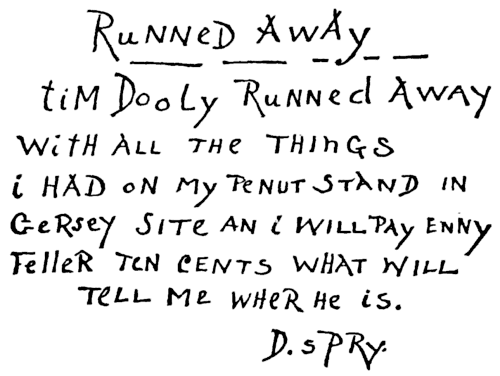 RuNNeD AWAy
tiM DooLy RuNNed AWAY
WitH ALL THe THInGS
i HAD oN My PeNUT STAND IN
GeRSey SITe AN i WILL PAy ENNy
FelleR TEN CENTS WHAT WILL
TELL ME WHeR He iS.
D. SPRy.